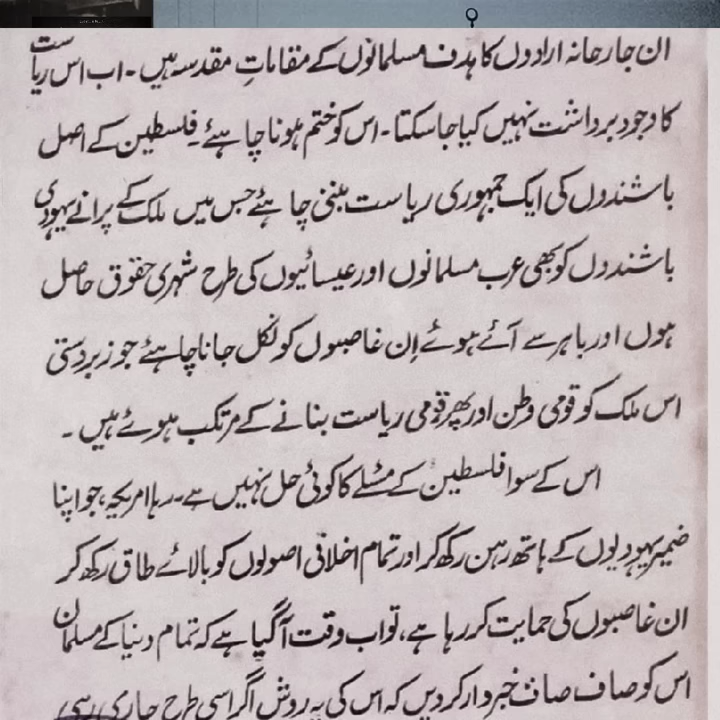 ان جارحانہ ارادوں کا ہدف مسلمانوں کے مقاماتِ مقدسہ ہیں۔ اب اس ریاست
کا وجود برداشت نہیں کیا جا سکتا۔ اس کو ختم ہونا چاہئے۔ فلسطین کے اصل
باشندوں کی ایک جمہوری ریاست بننی چاہئے جس میں ملک کے پرانے یہودی
باشندوں کو بھی عرب مسلمانوں اور عیسائیوں کی طرح شہری حقوق حاصل
ہوں اور باہر سے آئے ہوئے اِن غاصبوں کو نکل جانا چاہئے جو زبردستی
اس ملک کو قومی وطن اور پھر قومی ریاست بنانے کے مرتکب ہوئے ہیں۔
اس کے سوا فلسطین کے مسئلے کا کوئی حل نہیں ہے۔ رہا امریکہ، جو اپنا
ضمیر یہودیوں کے ہاتھ رہن رکھ کر اور تمام اخلاقی اصولوں کو بالائے طاق رکھ کر
ان غاصبوں کی حمایت کر رہا ہے، تو اب وقت آ گیا ہے کہ تمام دنیا کے مسلمان
اس کو صاف صاف خبردار کر دیں کہ اس کی یہ روش اگر اسی طرح جاری رہی